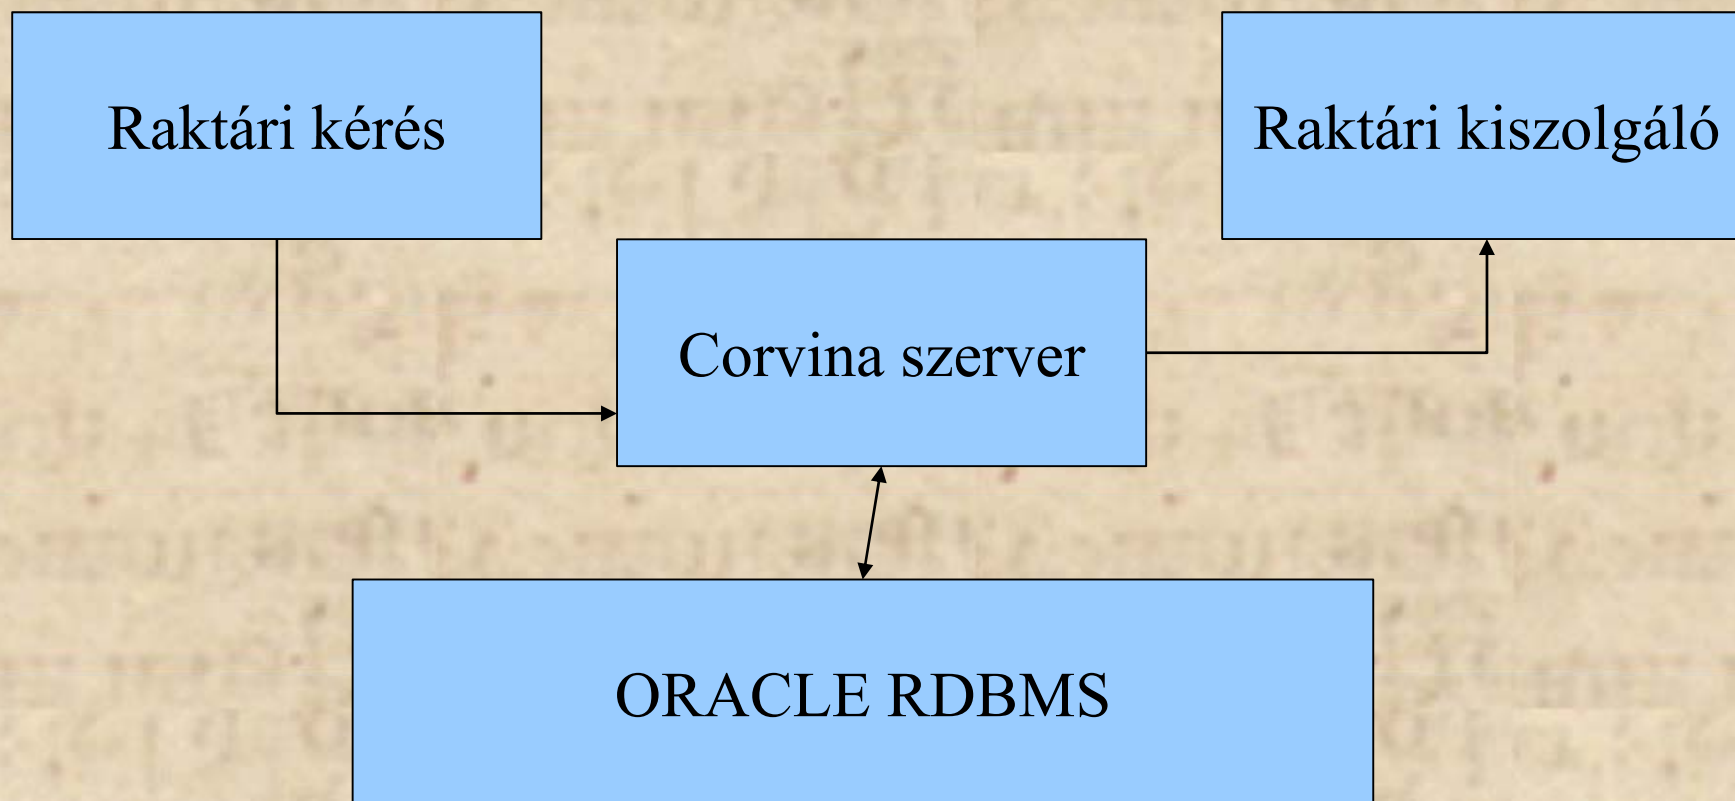 Raktári kérés
Raktári kiszolgáló
Corvina szerver
ORACLE RDBMS